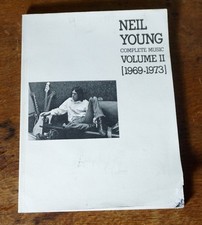 NEIL
YOUNG
COMPLETE MUSIC
VOLUME II
[1969-1973]